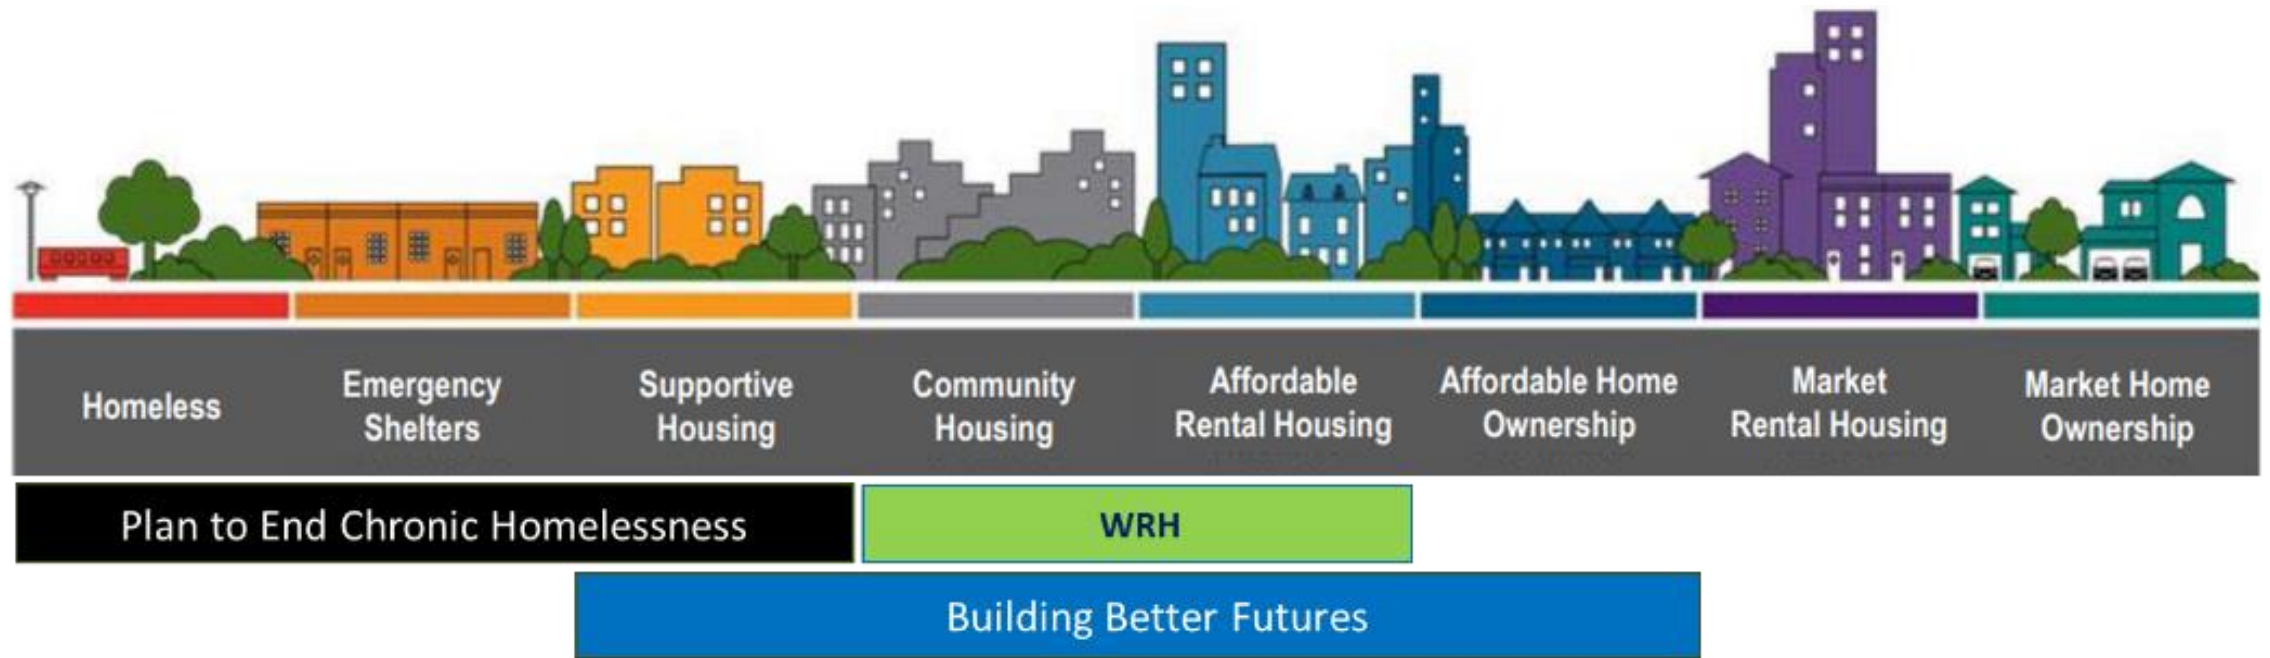 Homeless
Emergency
Shelters
Supportive
Housing
Community
Housing
Affordable
Rental Housing
Affordable Home
Ownership
Market
Rental Housing
Market Home
Ownership
Plan to End Chronic Homelessness
WRH
Building Better Futures